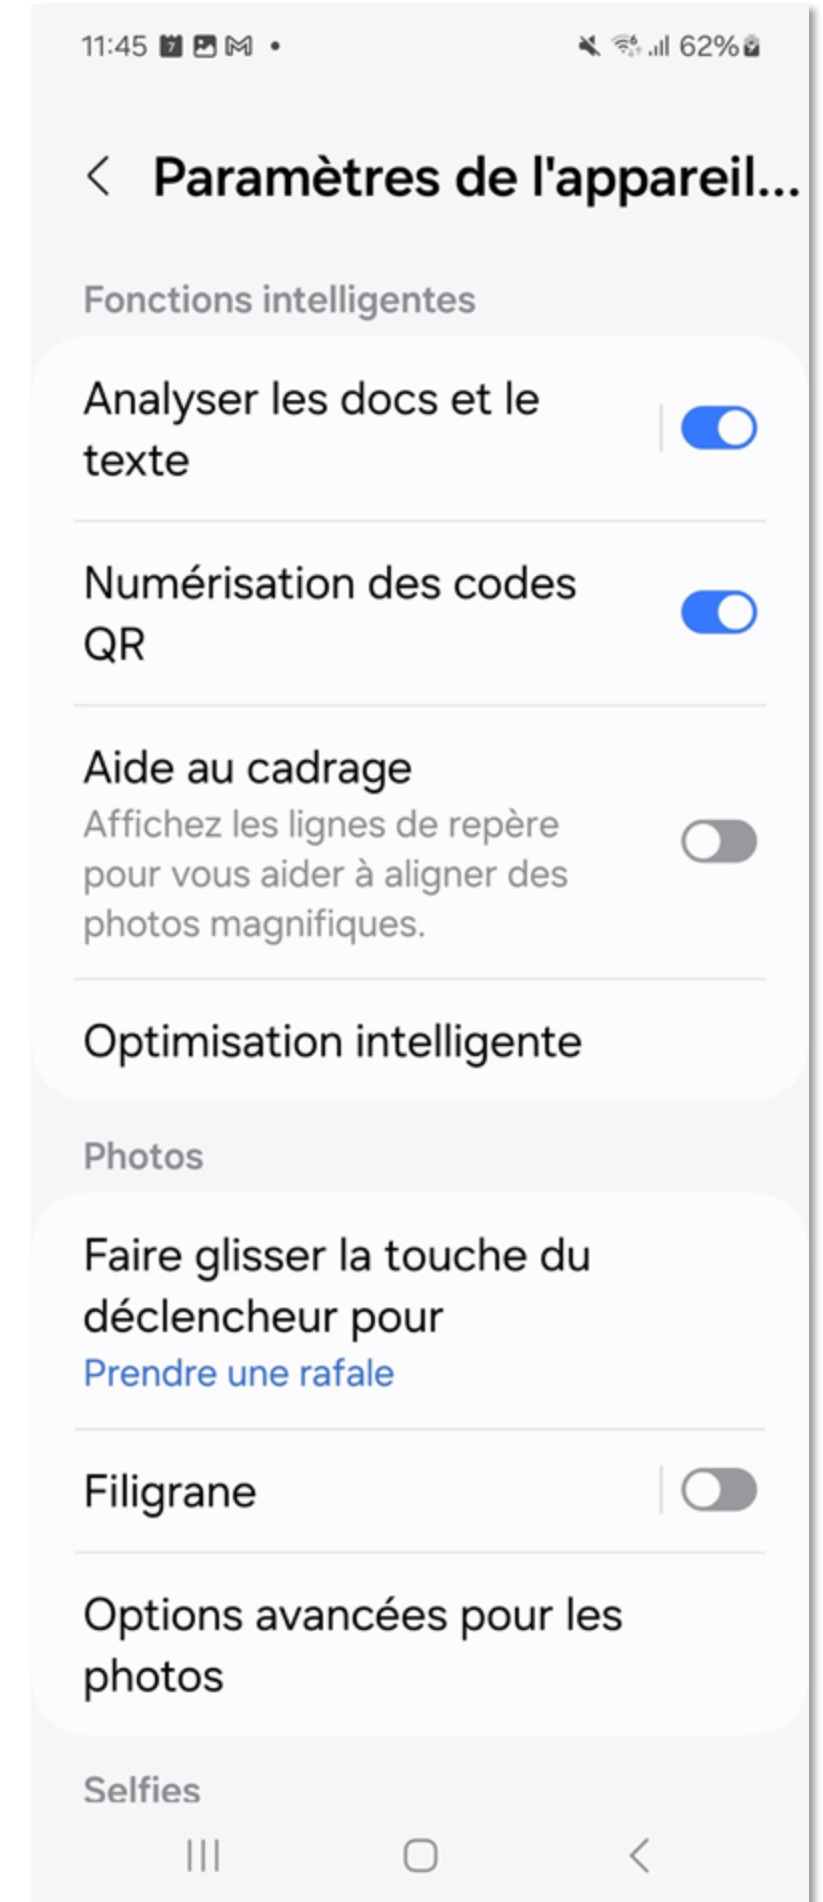 11:45
62%
Paramètres de l'appareil...
Fonctions intelligentes
Analyser les docs et le
texte
Numérisation des codes
QR
Aide au cadrage
Affichez les lignes de repère
pour vous aider à aligner des
photos magnifiques.
Optimisation intelligente
Photos
Faire glisser la touche du
déclencheur pour
Prendre une rafale
Filigrane
Options avancées pour les
photos
Selfies